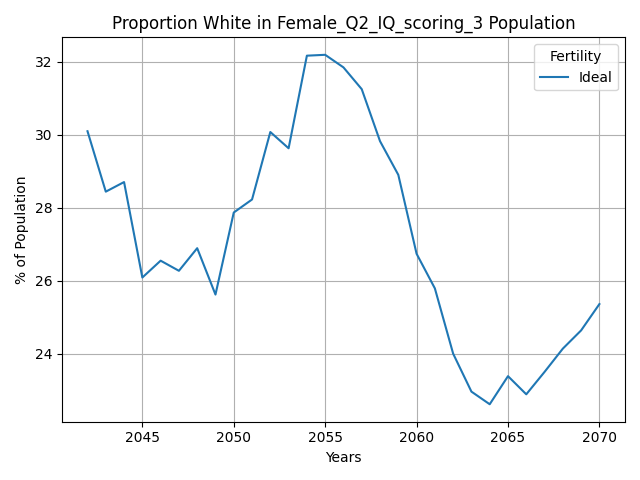 Proportion White in Female_Q2_IQ_scoring_3 Population
Fertility
Ideal
% of Population
32
30
28
26
24
2045 2050 2055 2060 2065 2070
Years